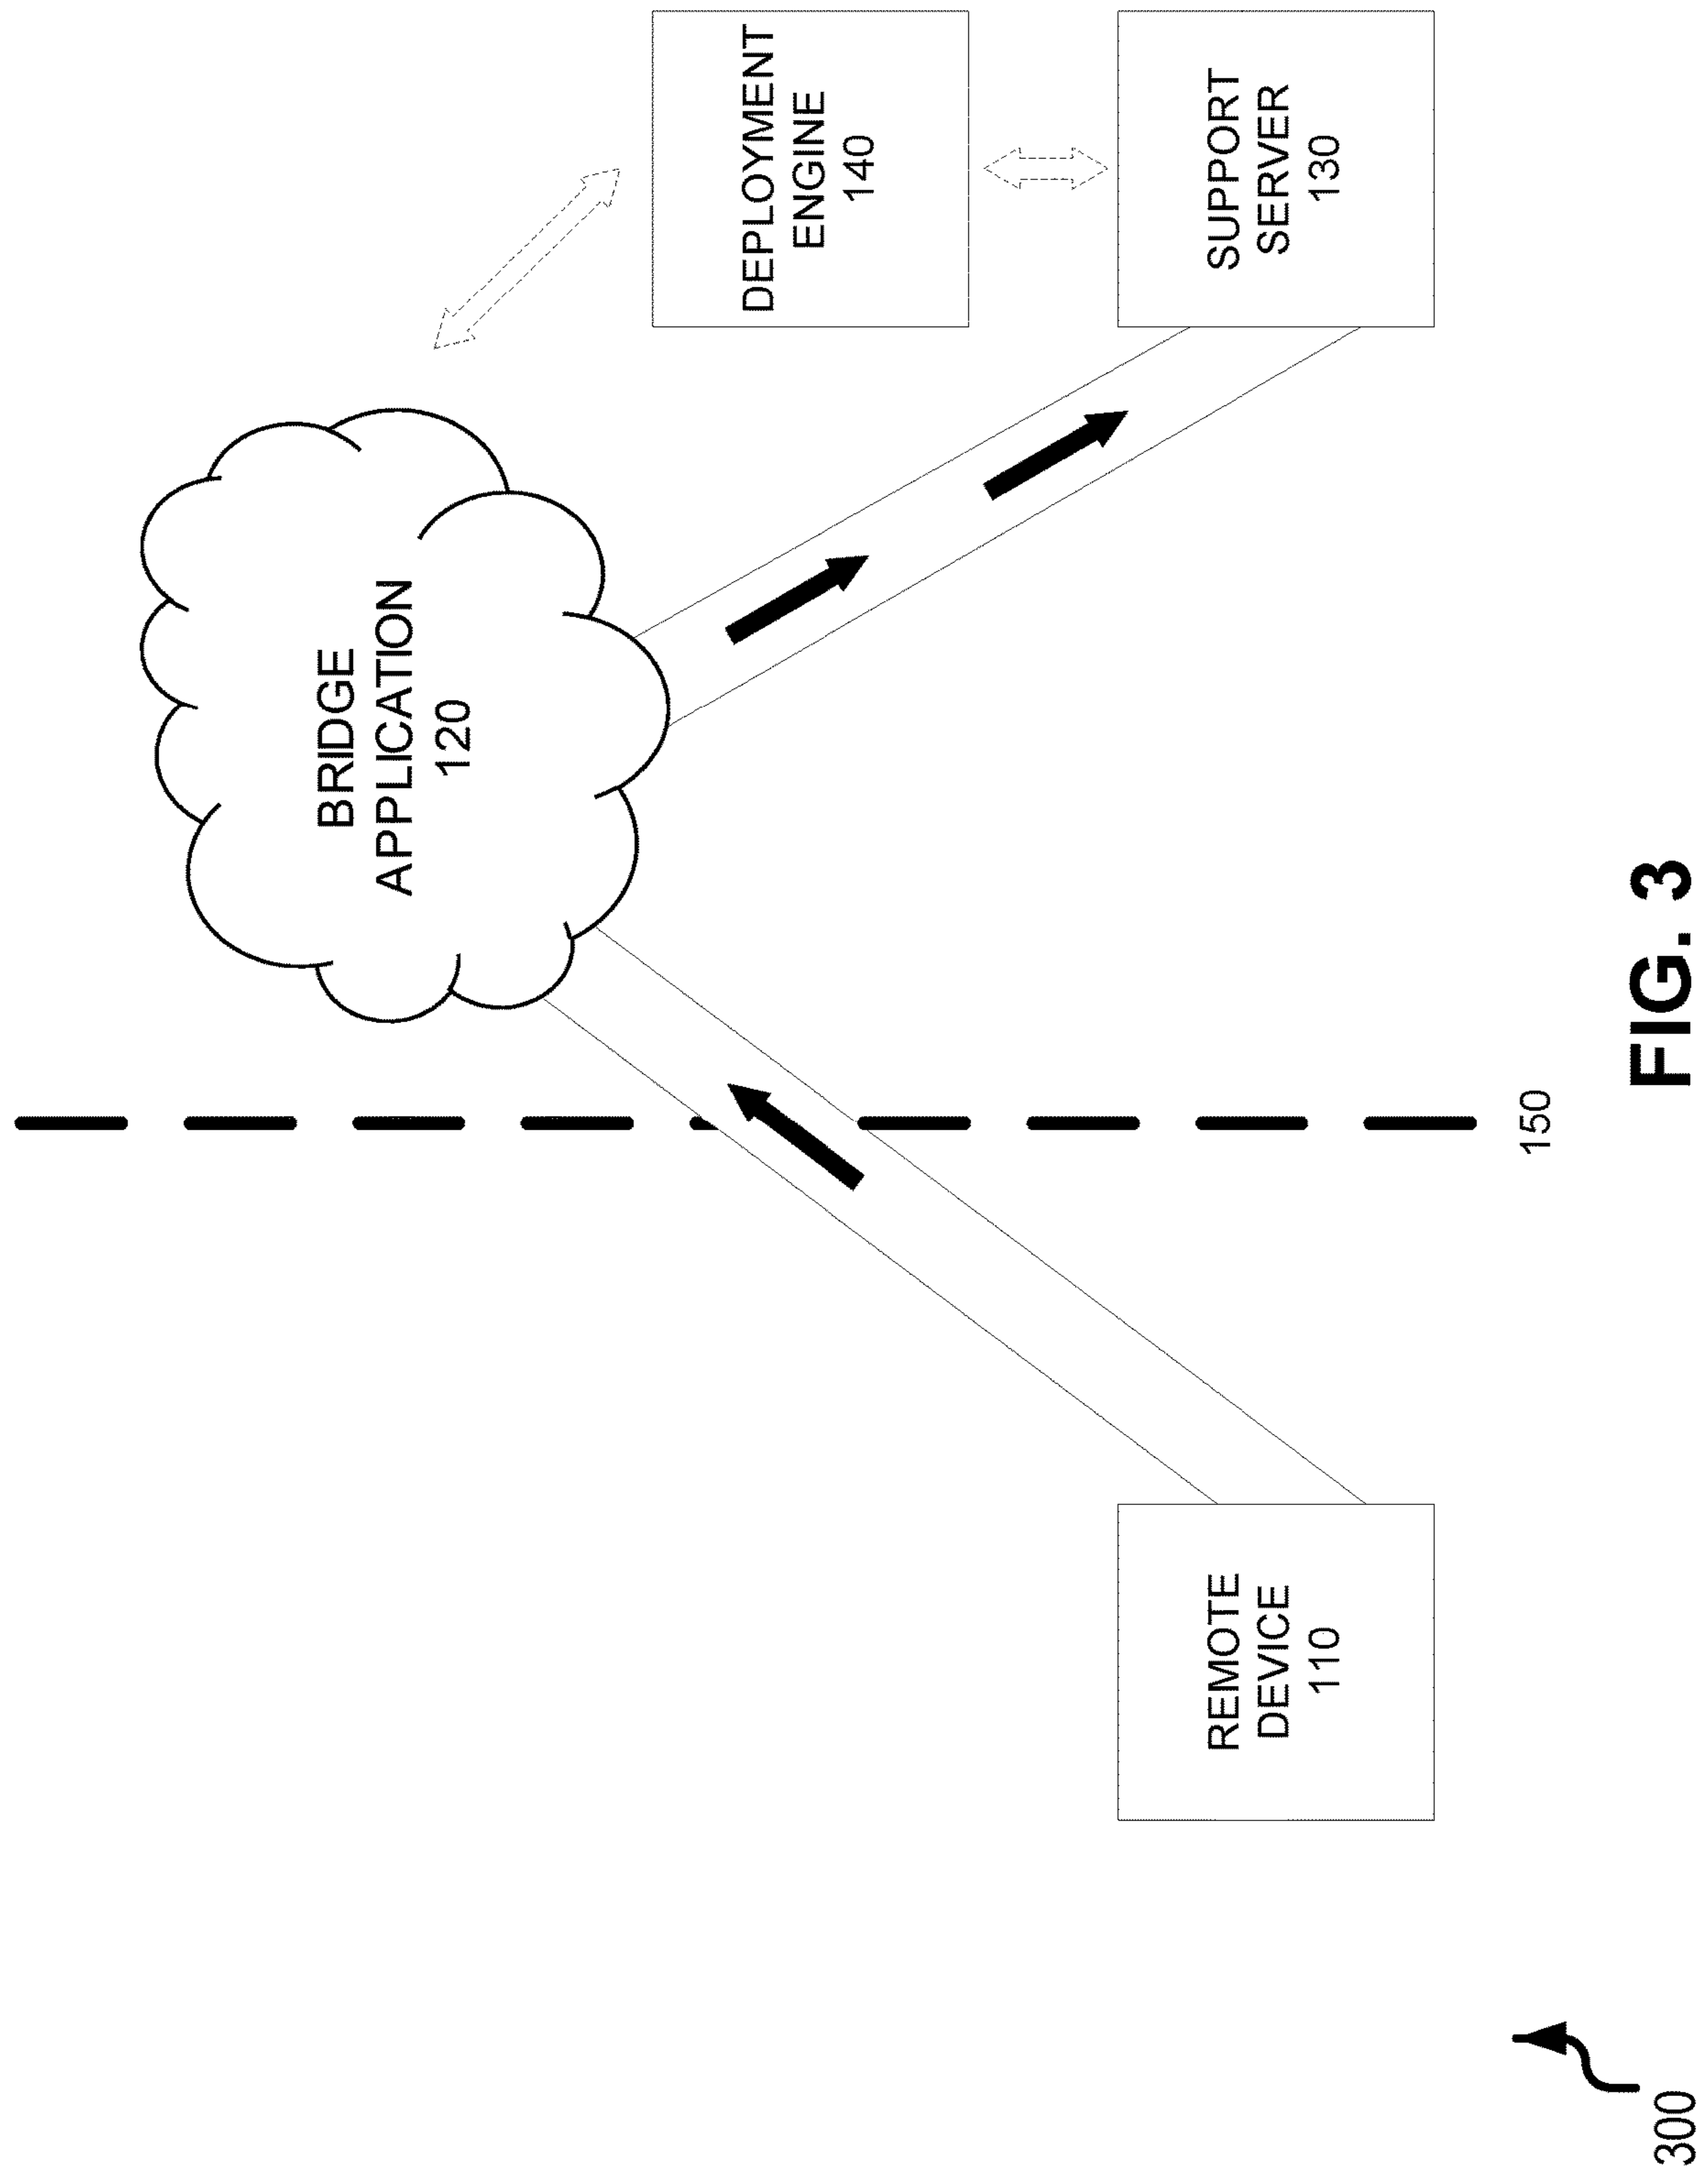 300
REMOTE
DEVICE
110
150
BRIDGE
APPLICATION
120
DEPLOYMENT
ENGINE
140
SUPPORT
SERVER
130
FIG. 3